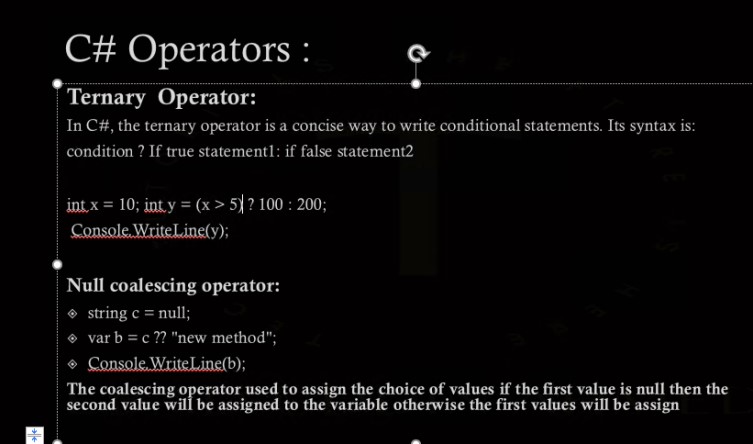 C# Operators :
Ternary Operator:
In C#, the ternary operator is a concise way to write conditional statements. Its syntax is:
condition ? If true statement1: if false statement2
int x = 10; int y = (x > 5) ? 100 : 200;
Console.WriteLine(y);
Null coalescing operator:
string c = null;
var b = c ?? "new method";
Console.WriteLine(b);
The coalescing operator used to assign the choice of values if the first value is null then the
second value will be assigned to the variable otherwise the first values will be assign